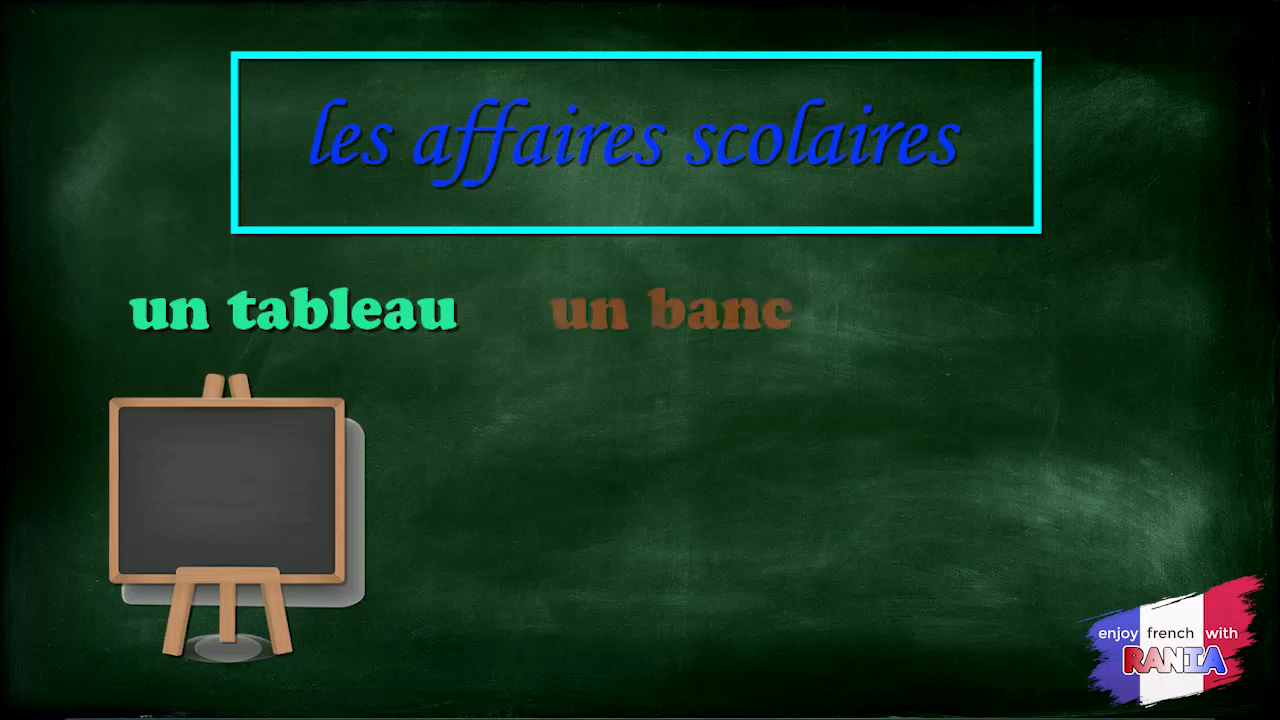 les affaires scolaires
un tableau un banc
enjoy french with
RANIA